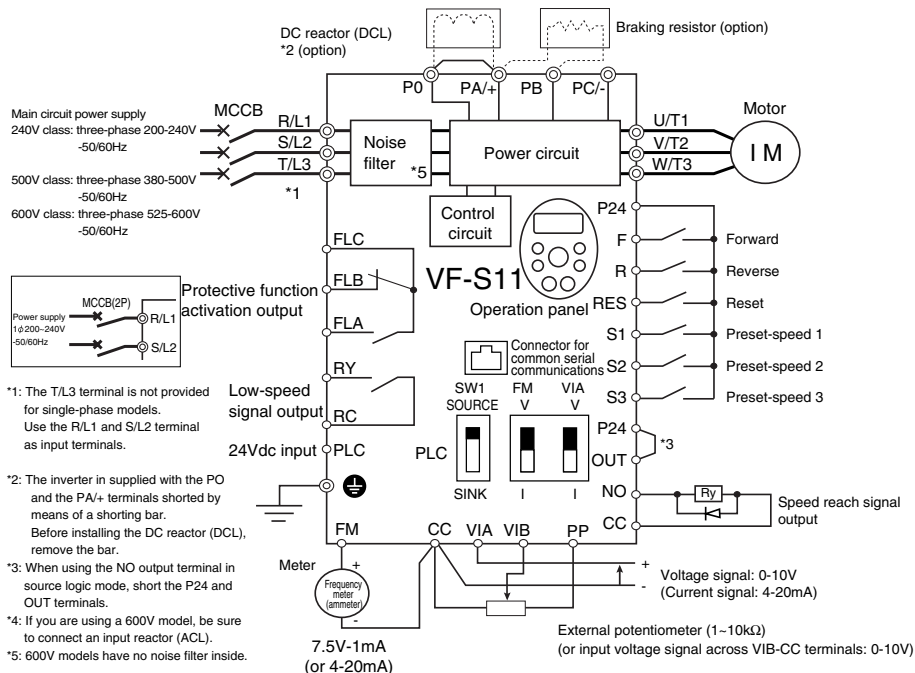 DC reactor (DCL)
*2 (option)
Braking resistor (option)
P0
PA/+
PB
PC/-
Main circuit power supply
240V class: three-phase 200-240V
-50/60Hz
500V class: three-phase 380-500V
-50/60Hz
600V class: three-phase 525-600V
-50/60Hz
MCCB
R/L1
S/L2
T/L3
*1
Noise
filter
*5
Power circuit
Control
circuit
U/T1
V/T2
W/T3
Motor
I M
MCCB(2P)
Power supply
1ϕ200~240V
-50/60Hz
R/L1
S/L2
Protective function
activation output
FLC
FLB
FLA
Low-speed
signal output
RY
RC
24Vdc input
PLC
VF-S11
Operation panel
Connector for
common serial
communications
SW1
SOURCE
PLC
SINK
FM
V
I
VIA
V
I
P24
F
Forward
R
Reverse
RES
Reset
S1
Preset-speed 1
S2
Preset-speed 2
S3
Preset-speed 3
P24
*3
OUT
NO
Ry
CC
Speed reach signal
output
FM
CC
VIA
VIB
PP
Meter
+
Frequency
meter
(ammeter)
-
7.5V-1mA
(or 4-20mA)
+
-
Voltage signal: 0-10V
(Current signal: 4-20mA)
External potentiometer (1~10kΩ)
(or input voltage signal across VIB-CC terminals: 0-10V)
*1: The T/L3 terminal is not provided
for single-phase models.
Use the R/L1 and S/L2 terminal
as input terminals.
*2: The inverter in supplied with the PO
and the PA/+ terminals shorted by
means of a shorting bar.
Before installing the DC reactor (DCL),
remove the bar.
*3: When using the NO output terminal in
source logic mode, short the P24 and
OUT terminals.
*4: If you are using a 600V model, be sure
to connect an input reactor (ACL).
*5: 600V models have no noise filter inside.